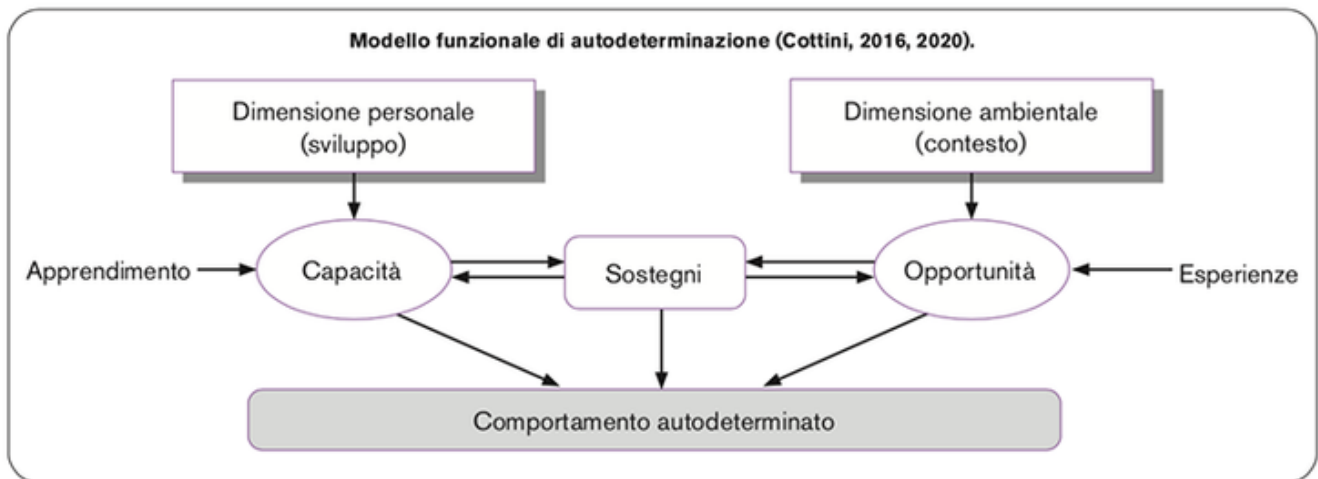 Modello funzionale di autodeterminazione (Cottini, 2016, 2020).
Dimensione personale
(sviluppo)
Dimensione ambientale
(contesto)
Apprendimento
Capacità
Sostegni
Opportunità
Esperienze
Comportamento autodeterminato